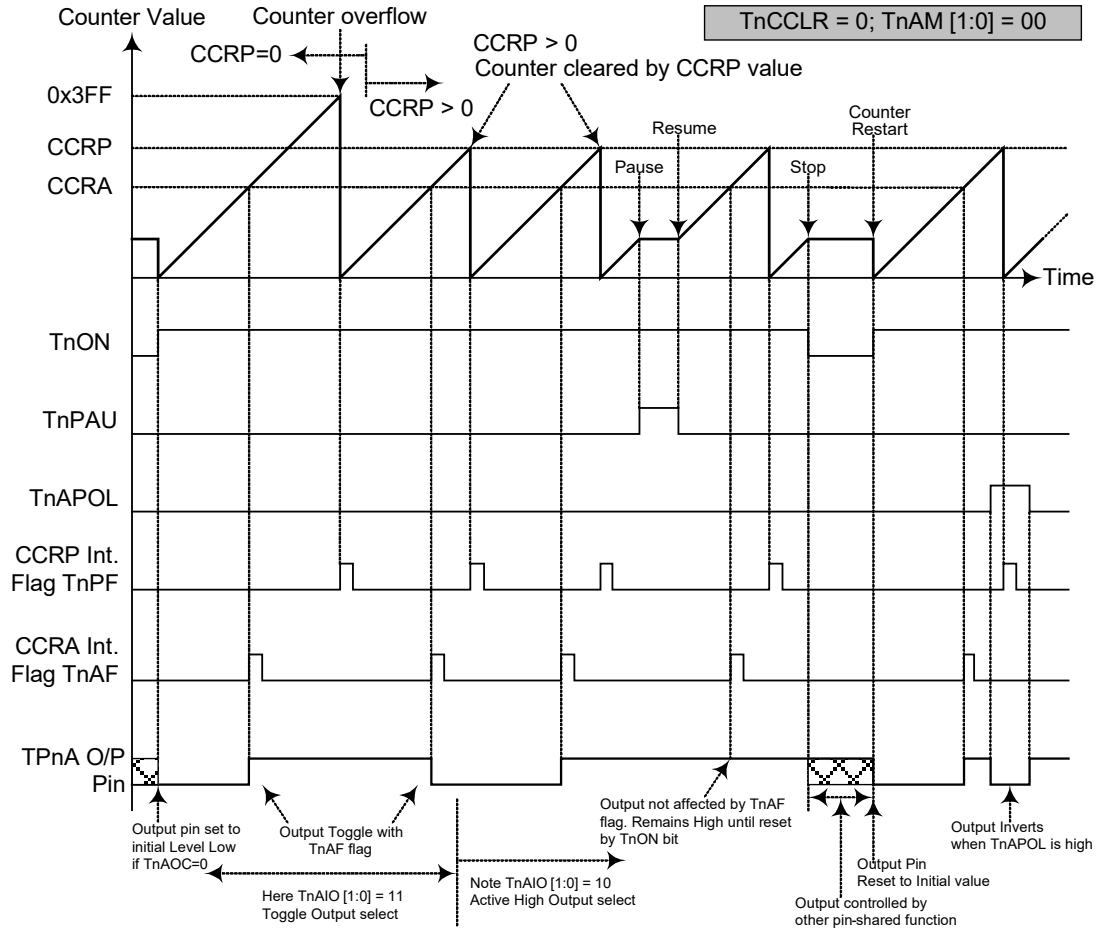 Counter Value
Counter overflow
TnCCLR = 0; TnAM [1:0] = 00
CCRP=0
CCRP > 0
CCRP > 0
Counter cleared by CCRP value
0x3FF
CCRP
CCRA
Pause
Resume
Stop
Counter
Restart
Time
TnON
TnPAU
TnAPOL
CCRP Int.
Flag TnPF
CCRA Int.
Flag TnAF
TPnA O/P
Pin
Output pin set to
initial Level Low
if TnAOC=0
Output Toggle with
TnAF flag
Here TnAIO [1:0] = 11
Toggle Output select
Note TnAIO [1:0] = 10
Active High Output select
Output not affected by TnAF
flag. Remains High until reset
by TnON bit
Output controlled by
other pin-shared function
Output Pin
Reset to Initial value
Output Inverts
when TnAPOL is high